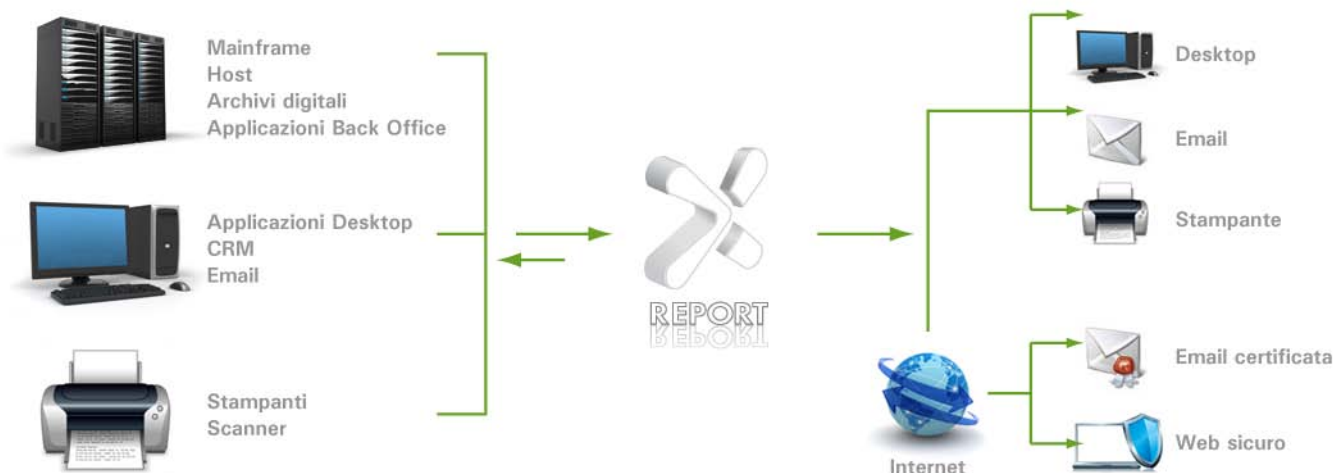 Mainframe
Host
Archivi digitali
Applicazioni Back Office
Applicazioni Desktop
CRM
Email
Stampanti
Scanner
REPORT
Desktop
Email
Stampante
Email certificata
Web sicuro
Internet